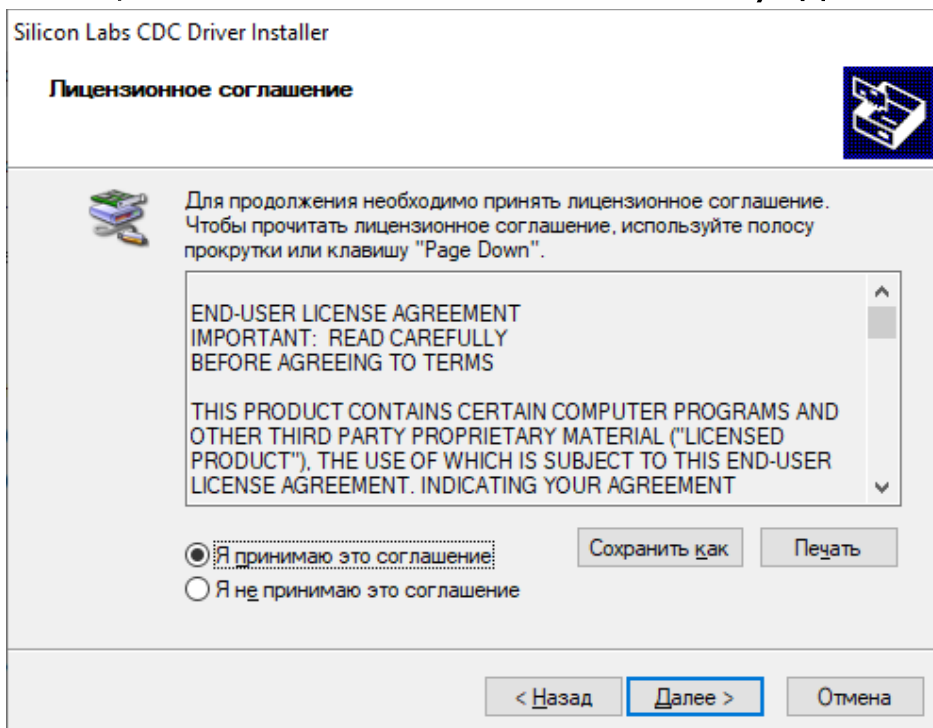 Silicon Labs CDC Driver Installer
Лицензионное соглашение
Для продолжения необходимо принять лицензионное соглашение.
Чтобы прочитать лицензионное соглашение, используйте полосу
прокрутки или клавишу "Page Down".
END-USER LICENSE AGREEMENT
IMPORTANT:  READ CAREFULLY
BEFORE AGREEING TO TERMS
THIS PRODUCT CONTAINS CERTAIN COMPUTER PROGRAMS AND
OTHER THIRD PARTY PROPRIETARY MATERIAL ("LICENSED
PRODUCT"), THE USE OF WHICH IS SUBJECT TO THIS END-USER
LICENSE AGREEMENT. INDICATING YOUR AGREEMENT
Я принимаю это соглашение
Сохранить как
Печать
Я не принимаю это соглашение
< Назад
Далее >
Отмена